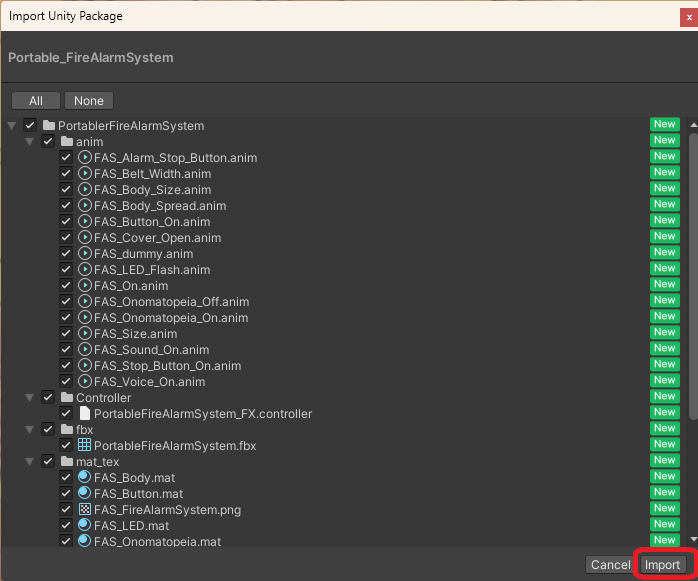 Import Unity Package
x
Portable_FireAlarmSystem
All None
PortablerFireAlarmSystem New
anim New
FAS_Alarm_Stop_Button.anim New
FAS_Belt_Width.anim New
FAS_Body_Size.anim New
FAS_Body_Spread.anim New
FAS_Button_On.anim New
FAS_Cover_Open.anim New
FAS_dummy.anim New
FAS_LED_Flash.anim New
FAS_On.anim New
FAS_Onomatopeia_Off.anim New
FAS_Onomatopeia_On.anim New
FAS_Size.anim New
FAS_Sound_On.anim New
FAS_Stop_Button_On.anim New
FAS_Voice_On.anim New
Controller New
PortableFireAlarmSystem_FX.controller New
fbx New
PortableFireAlarmSystem.fbx New
mat_tex New
FAS_Body.mat New
FAS_Button.mat New
FAS_FireAlarmSystem.png New
FAS_LED.mat New
FAS_Onomatopeia.mat New
Cancel Import